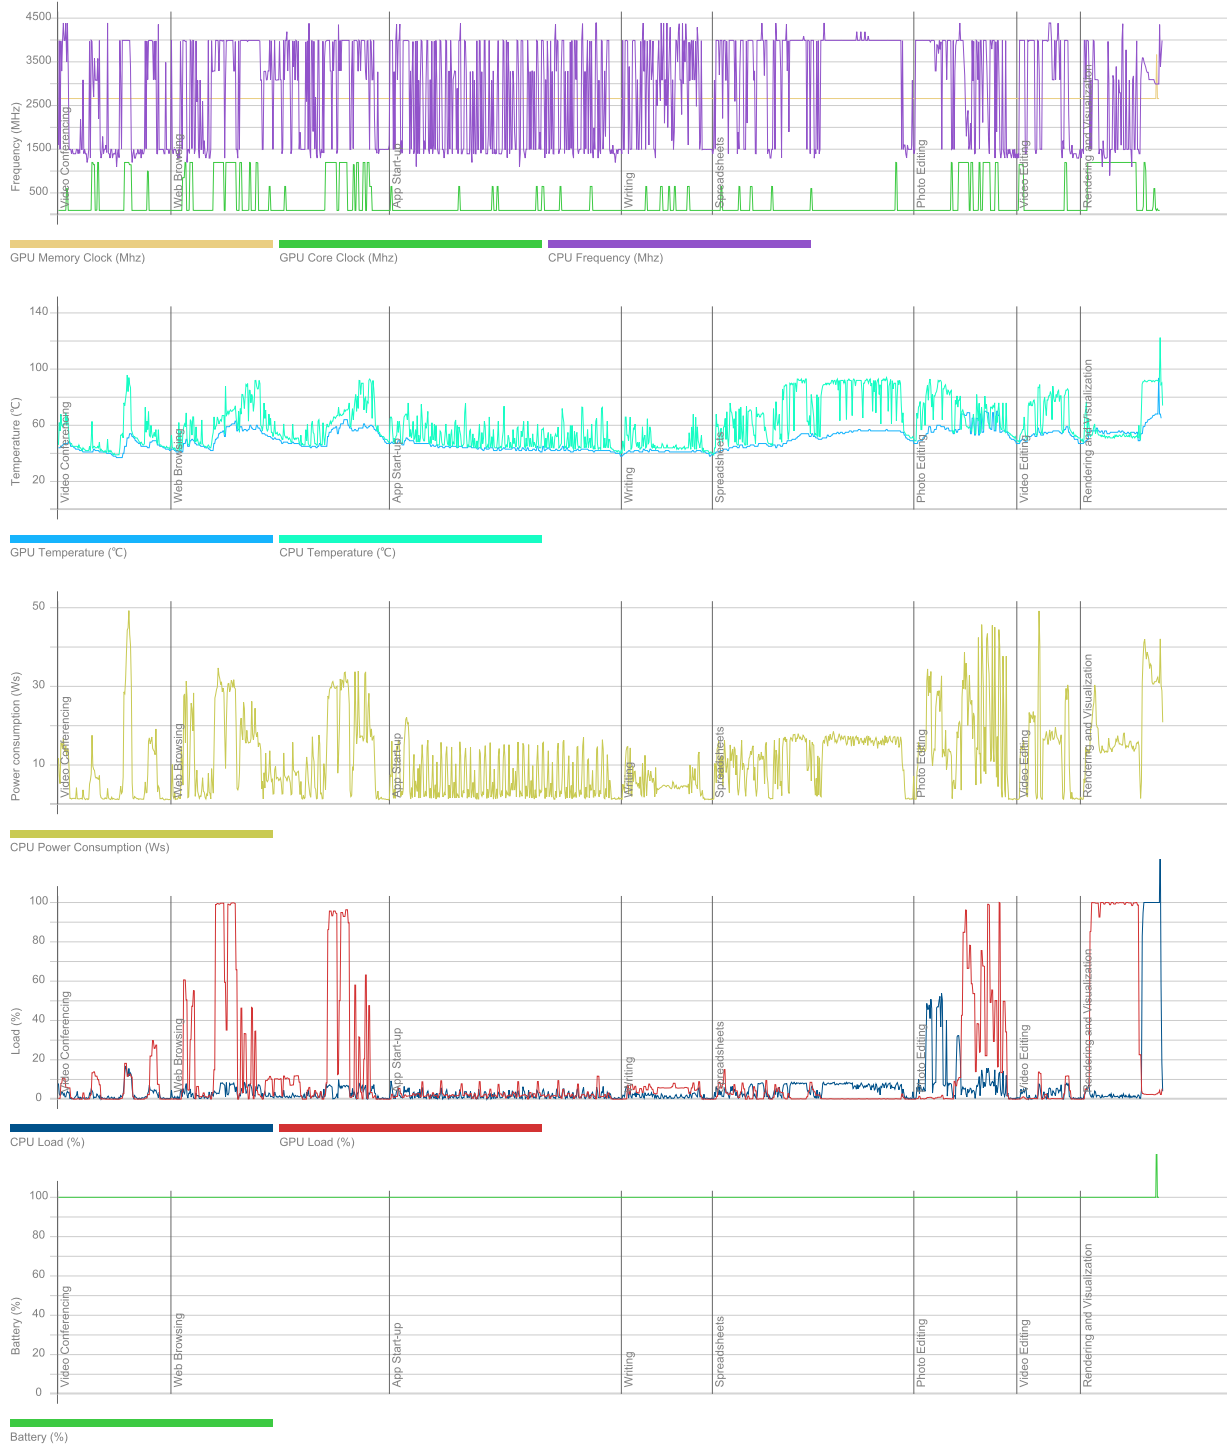 Frequency (MHz)
4500
3500
2500
1500
500
Video Conferencing
Web Browsing
App Start-up
Writing
Spreadsheets
Photo Editing
Video Editing
Rendering and Visualization
GPU Memory Clock (Mhz)
GPU Core Clock (Mhz)
CPU Frequency (Mhz)
Temperature (℃)
140
100
60
20
Video Conferencing
Web Browsing
App Start-up
Writing
Spreadsheets
Photo Editing
Video Editing
Rendering and Visualization
GPU Temperature (℃)
CPU Temperature (℃)
Power consumption (Ws)
50
30
10
Video Conferencing
Web Browsing
App Start-up
Writing
Spreadsheets
Photo Editing
Video Editing
Rendering and Visualization
CPU Power Consumption (Ws)
Load (%)
100
80
60
40
20
0
Video Conferencing
Web Browsing
App Start-up
Writing
Spreadsheets
Photo Editing
Video Editing
Rendering and Visualization
CPU Load (%)
GPU Load (%)
Battery (%)
100
80
60
40
20
0
Video Conferencing
Web Browsing
App Start-up
Writing
Spreadsheets
Photo Editing
Video Editing
Rendering and Visualization
Battery (%)